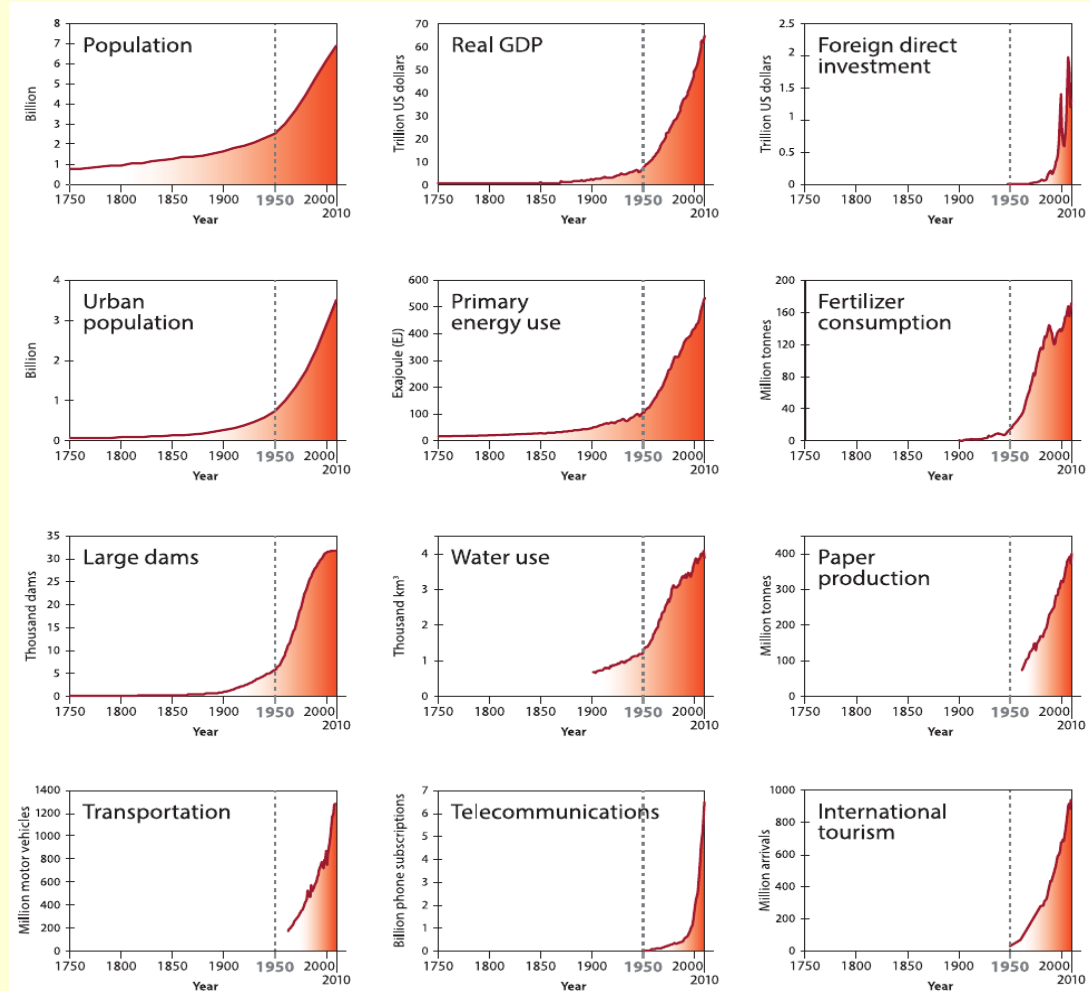 Population
Billion
8
7
6
5
4
3
2
1
0
1750 1800 1850 1900 1950 2000
2010
Year
Real GDP
Trillion US dollars
70
60
50
40
30
20
10
0
1750 1800 1850 1900 1950 2000
2010
Year
Foreign direct
investment
Trillion US dollars
2.5
2
1.5
1
0.5
0
1750 1800 1850 1900 1950 2000
2010
Year
Urban
population
Billion
4
3
2
1
0
1750 1800 1850 1900 1950 2000
2010
Year
Primary
energy use
Exajoule (EJ)
600
500
400
300
200
100
0
1750 1800 1850 1900 1950 2000
2010
Year
Fertilizer
consumption
Million tonnes
200
160
120
80
40
0
1750 1800 1850 1900 1950 2000
2010
Year
Large dams
Thousand dams
35
30
25
20
15
10
5
0
1750 1800 1850 1900 1950 2000
2010
Year
Water use
Thousand km³
4
3
2
1
0
1750 1800 1850 1900 1950 2000
2010
Year
Paper
production
Million tonnes
400
300
200
100
0
1750 1800 1850 1900 1950 2000
2010
Year
Transportation
Million motor vehicles
1400
1200
1000
800
600
400
200
0
1750 1800 1850 1900 1950 2000
2010
Year
Telecommunications
Billion phone subscriptions
7
6
5
4
3
2
1
0
1750 1800 1850 1900 1950 2000
2010
Year
International
tourism
Million arrivals
1000
800
600
400
200
0
1750 1800 1850 1900 1950 2000
2010
Year